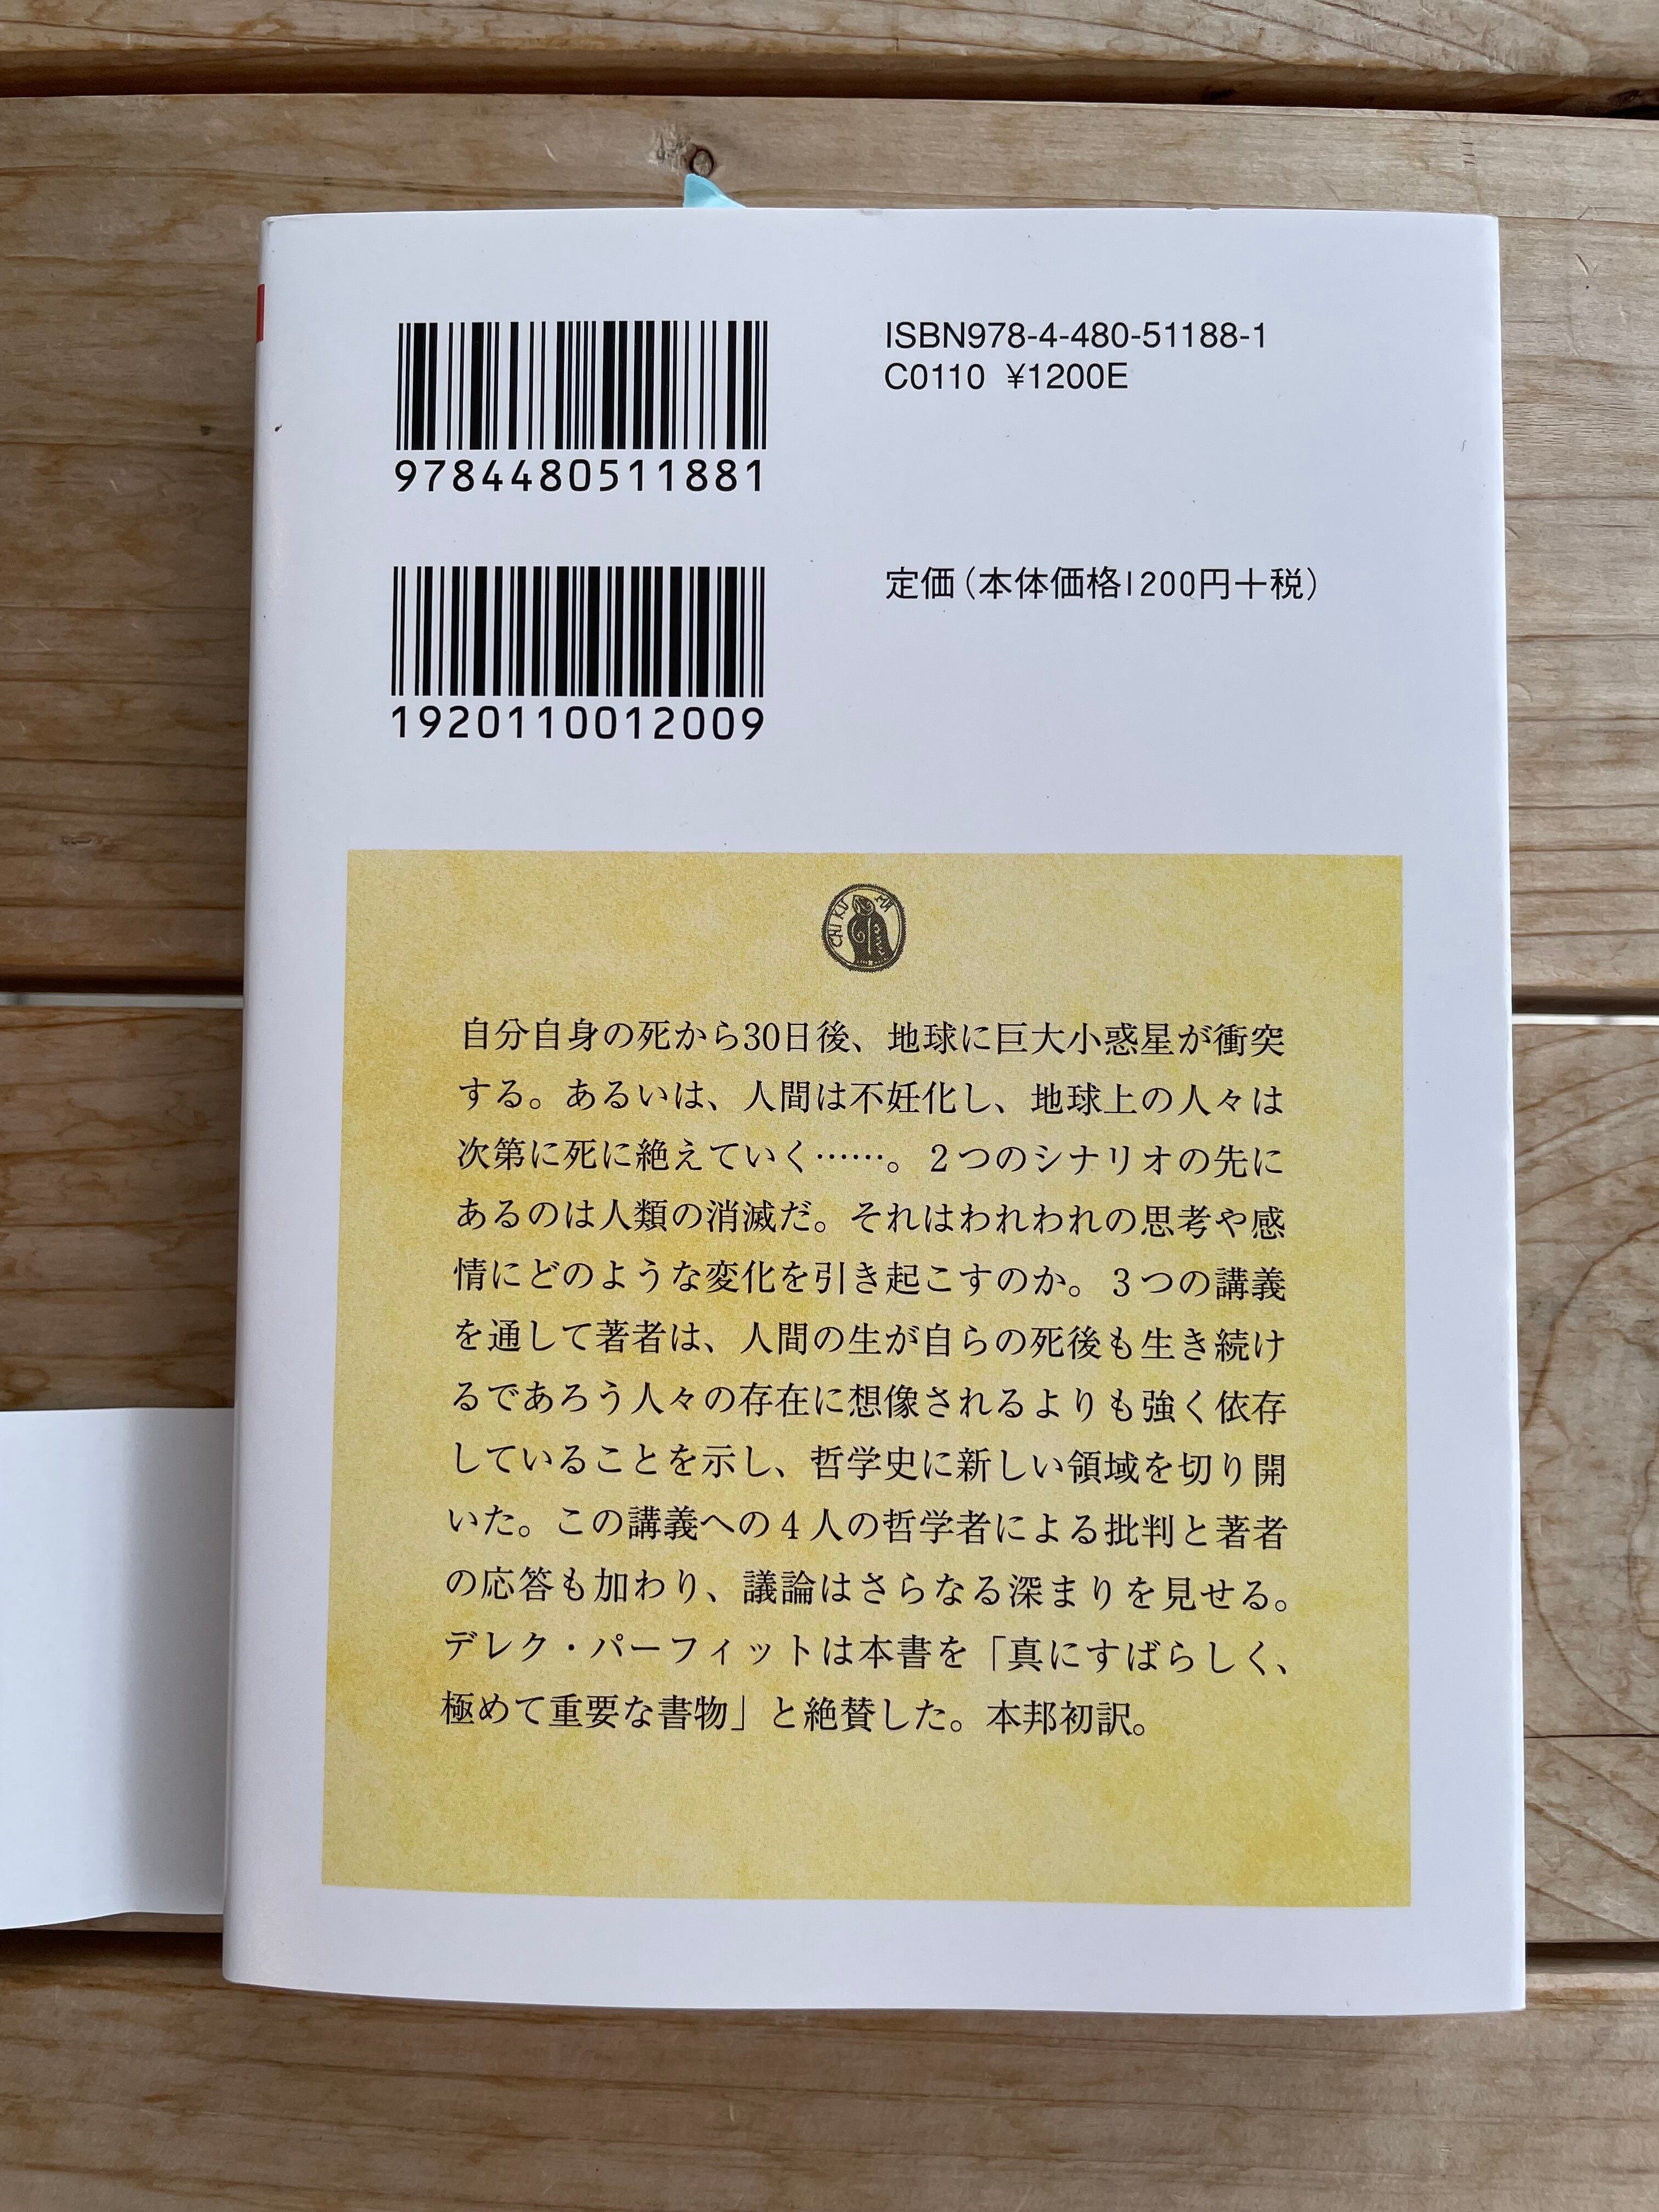 ISBN978-4-480-51188-1
C0110 ¥1200E
9784480511881
定価(本体価格1200円+税)
1920110012009
CHIKUMA
自分自身の死から30日後、地球に巨大小惑星が衝突
する。あるいは、人間は不妊化し、地球上の人々は
次第に死に絶えていく……。2つのシナリオの先に
あるのは人類の消滅だ。それはわれわれの思考や感
情にどのような変化を引き起こすのか。3つの講義
を通して著者は、人間の生が自らの死後も生き続け
るであろう人々の存在に想像されるよりも強く依存
していることを示し、哲学史に新しい領域を切り開
いた。この講義への4人の哲学者による批判と著者
の応答も加わり、議論はさらなる深まりを見せる。
デレク・パーフィットは本書を「真にすばらしく、
極めて重要な書物」と絶賛した。本邦初訳。